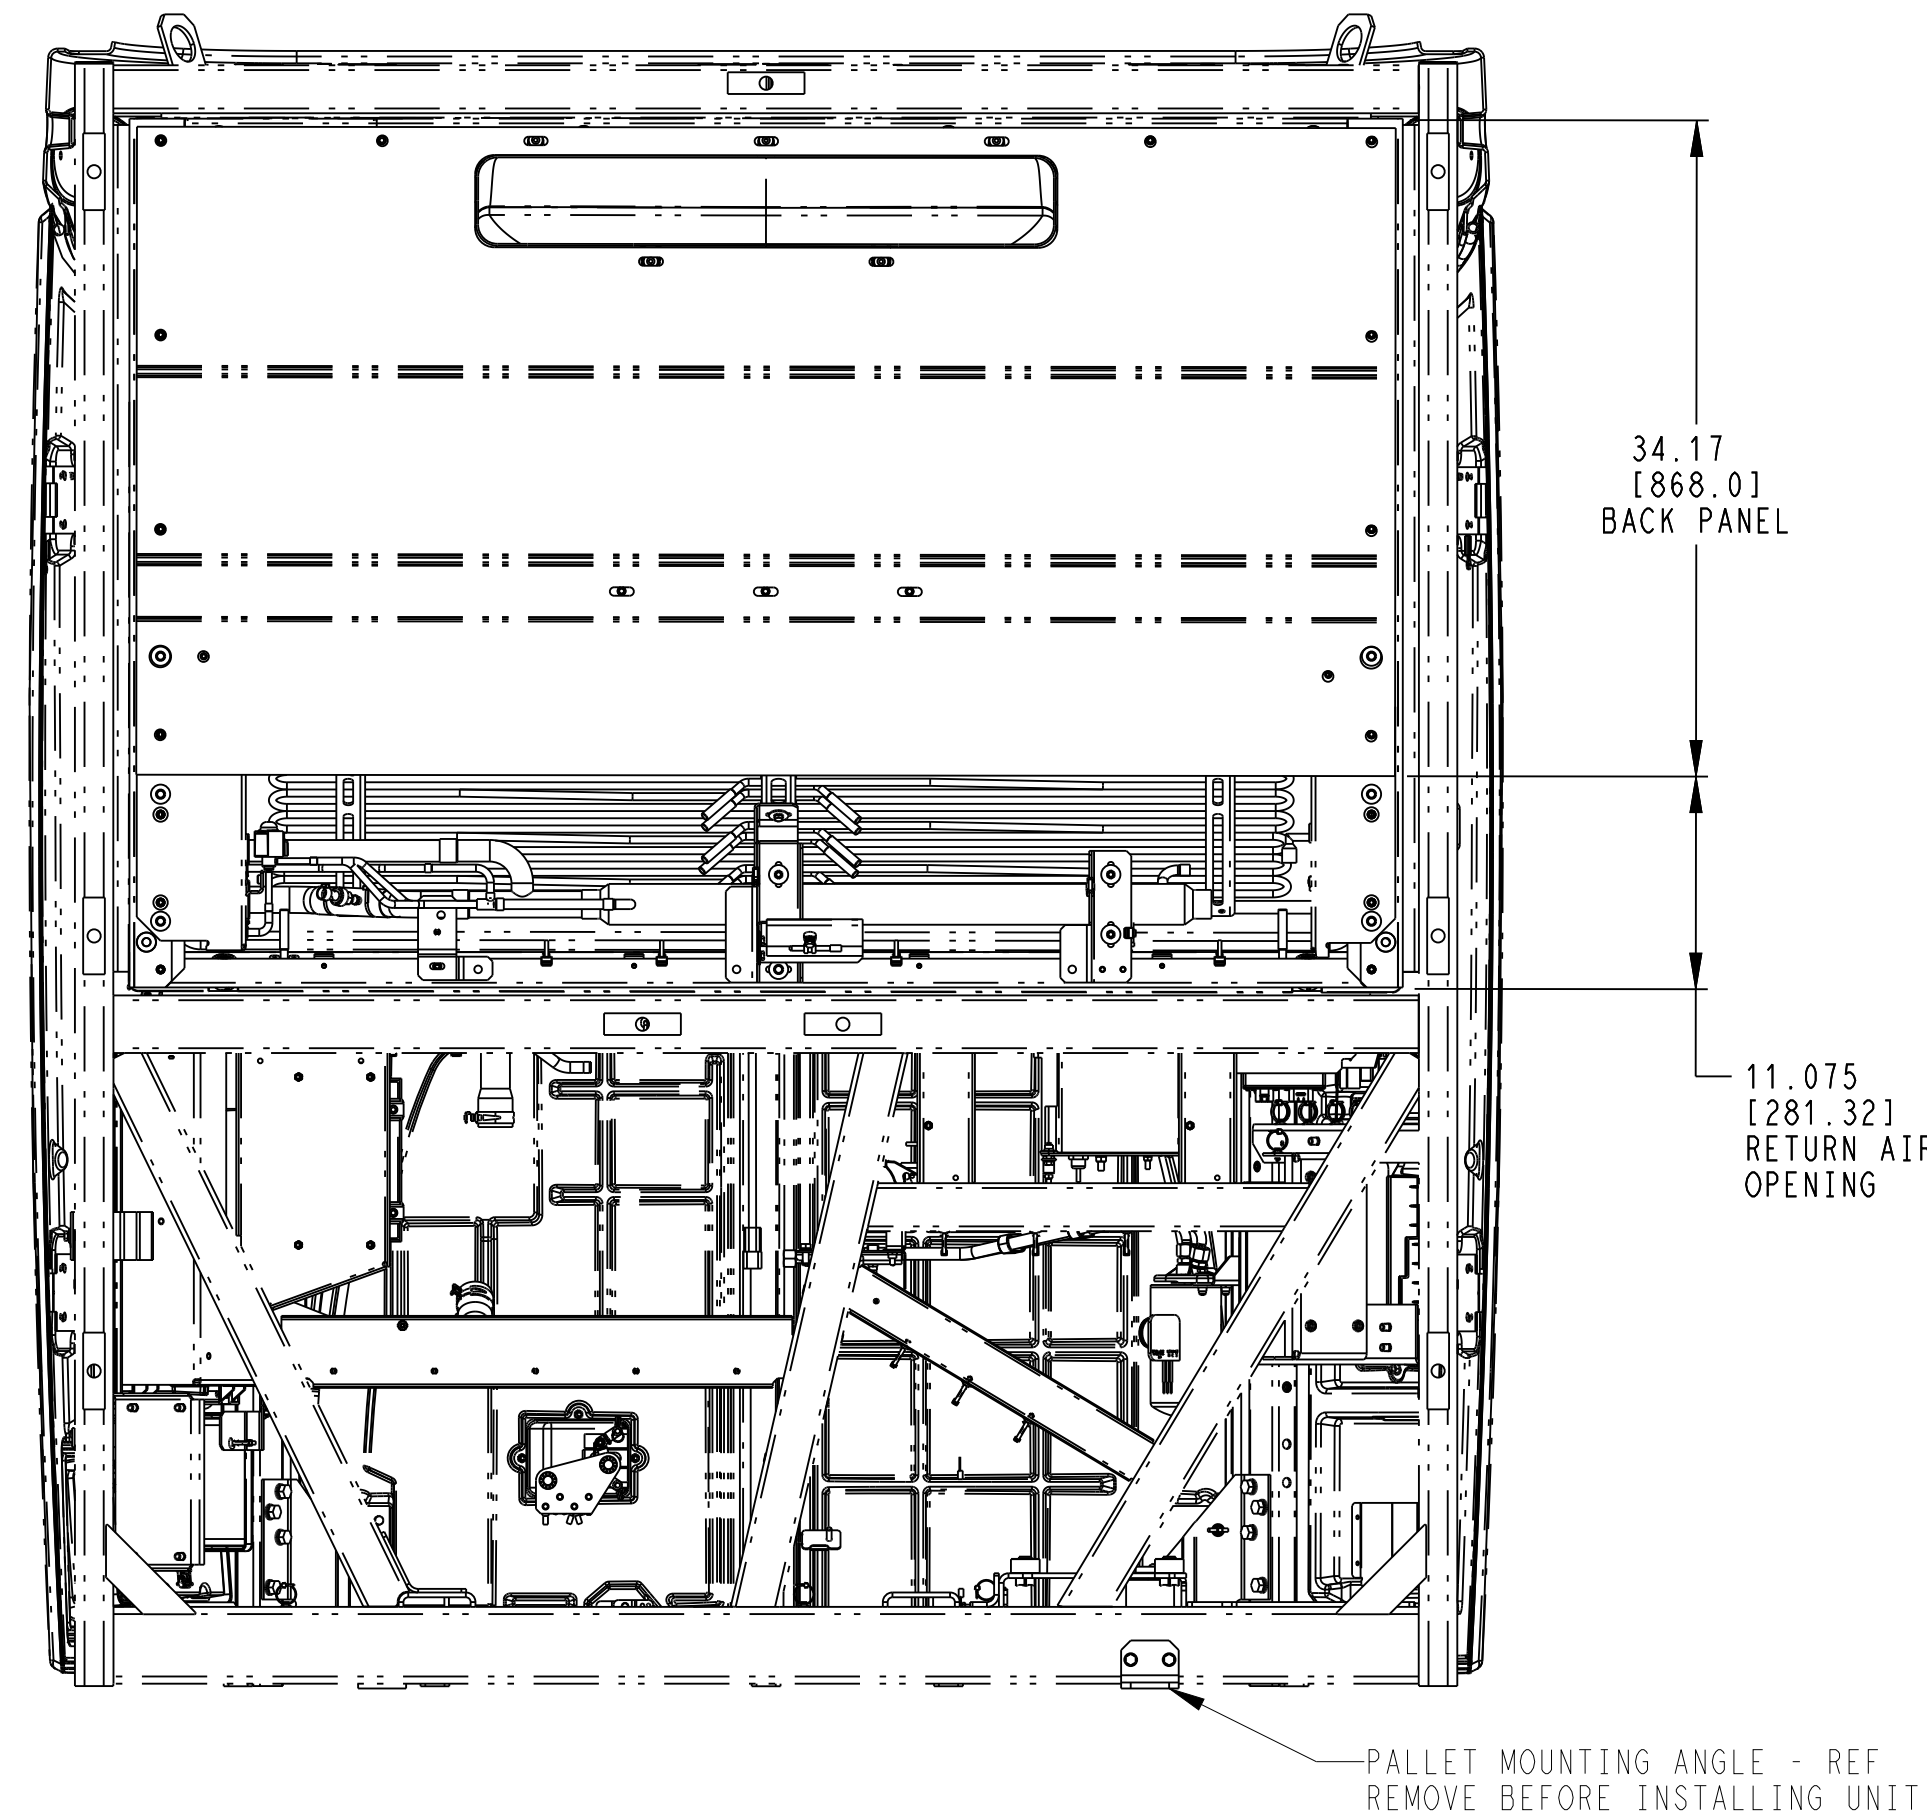 34.17
[868.0]
BACK PANEL
11.075
[281.32]
RETURN AIR
OPENING
PALLET MOUNTING ANGLE - REF
REMOVE BEFORE INSTALLING UNIT